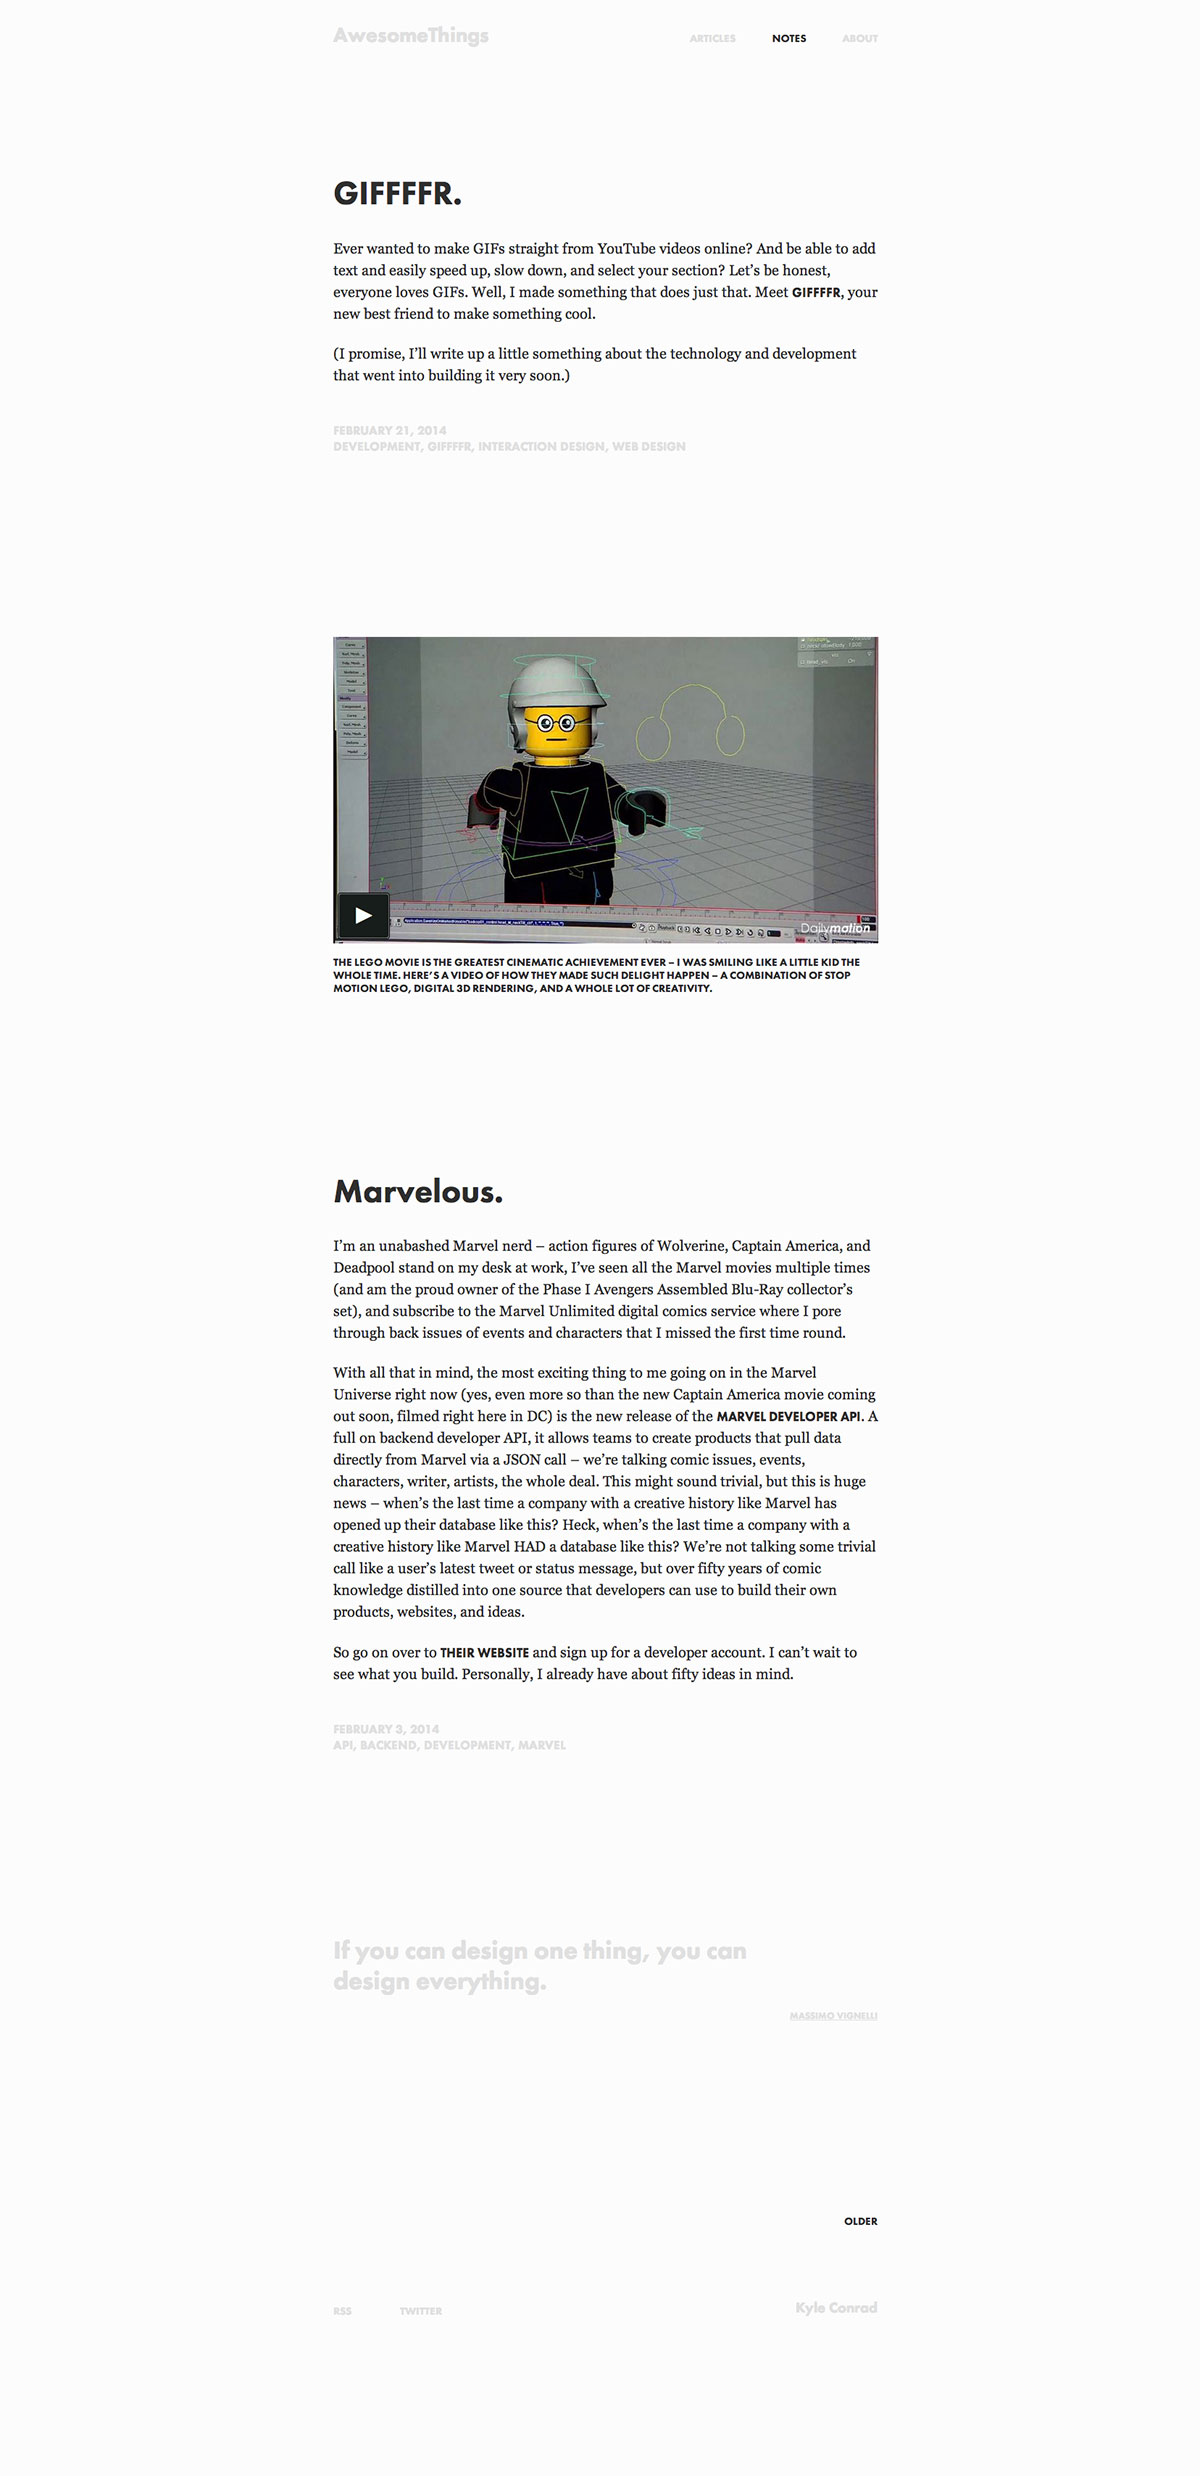 AwesomeThings
ARTICLES NOTES ABOUT
GIFFFFR.
Ever wanted to make GIFs straight from YouTube videos online? And be able to add
text and easily speed up, slow down, and select your section? Let’s be honest,
everyone loves GIFs. Well, I made something that does just that. Meet GIFFFFR, your
new best friend to make something cool.
(I promise, I’ll write up a little something about the technology and development
that went into building it very soon.)
FEBRUARY 21, 2014
DEVELOPMENT, GIFFFFR, INTERACTION DESIGN, WEB DESIGN
Dailymotion
THE LEGO MOVIE IS THE GREATEST CINEMATIC ACHIEVEMENT EVER – I WAS SMILING LIKE A LITTLE KID THE
WHOLE TIME. HERE’S A VIDEO OF HOW THEY MADE SUCH DELIGHT HAPPEN – A COMBINATION OF STOP
MOTION LEGO, DIGITAL 3D RENDERING, AND A WHOLE LOT OF CREATIVITY.
Marvelous.
I’m an unabashed Marvel nerd – action figures of Wolverine, Captain America, and
Deadpool stand on my desk at work, I’ve seen all the Marvel movies multiple times
(and am the proud owner of the Phase I Avengers Assembled Blu-Ray collector’s
set), and subscribe to the Marvel Unlimited digital comics service where I pore
through back issues of events and characters that I missed the first time round.
With all that in mind, the most exciting thing to me going on in the Marvel
Universe right now (yes, even more so than the new Captain America movie coming
out soon, filmed right here in DC) is the new release of the MARVEL DEVELOPER API. A
full on backend developer API, it allows teams to create products that pull data
directly from Marvel via a JSON call – we’re talking comic issues, events,
characters, writer, artists, the whole deal. This might sound trivial, but this is huge
news – when’s the last time a company with a creative history like Marvel has
opened up their database like this? Heck, when’s the last time a company with a
creative history like Marvel HAD a database like this? We’re not talking some trivial
call like a user’s latest tweet or status message, but over fifty years of comic
knowledge distilled into one source that developers can use to build their own
products, websites, and ideas.
So go on over to THEIR WEBSITE and sign up for a developer account. I can’t wait to
see what you build. Personally, I already have about fifty ideas in mind.
FEBRUARY 3, 2014
API, BACKEND, DEVELOPMENT, MARVEL
If you can design one thing, you can
design everything.
MASSIMO VIGNELLI
OLDER
RSS TWITTER Kyle Conrad